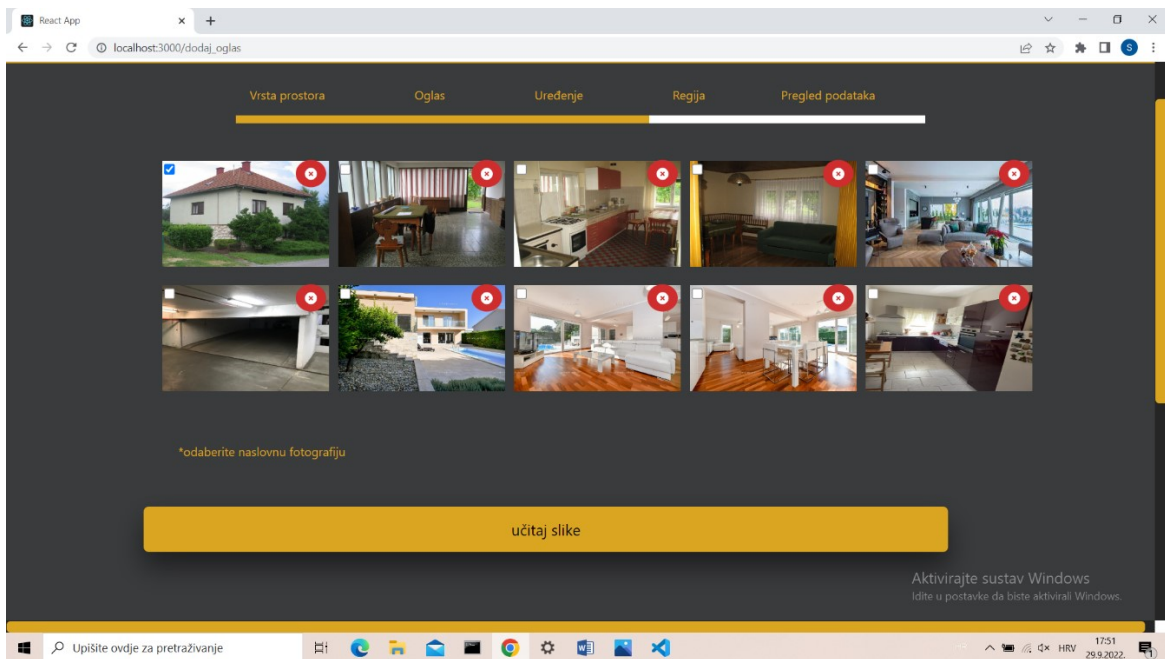 React App
localhost:3000/dodaj_oglas
S
Vrsta prostora Oglas Uređenje Regija Pregled podataka
*odaberite naslovnu fotografiju
učitaj slike
Aktivirajte sustav Windows
Idite u postavke da biste aktivirali Windows.
Upišite ovdje za pretraživanje
HRV
17:51
29.9.2022.